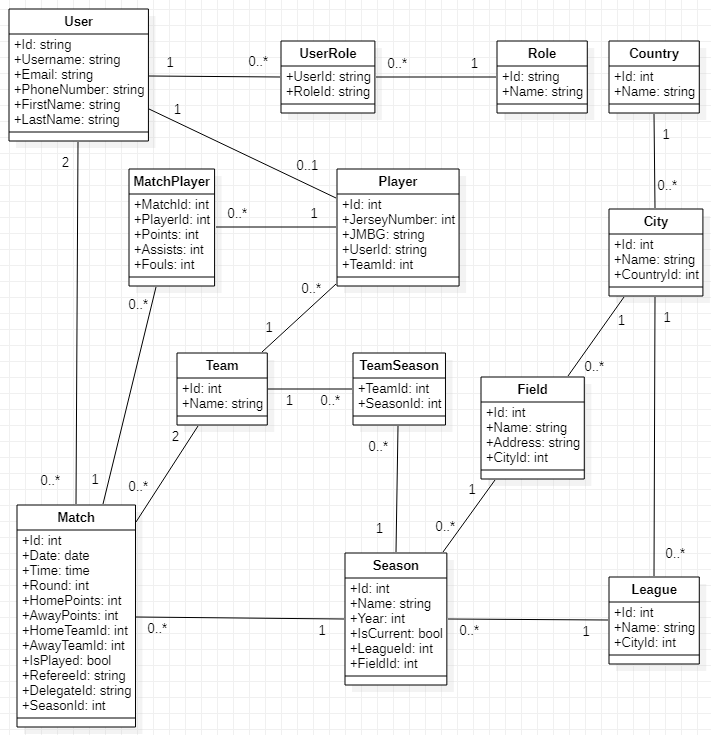 User
+Id: string
+Username: string
+Email: string
+PhoneNumber: string
+FirstName: string
+LastName: string
1
0..*
UserRole
+UserId: string
+RoleId: string
0..*
1
Role
+Id: string
+Name: string
Country
+Id: int
+Name: string
1
0..*
1
0..1
2
0..*
MatchPlayer
+MatchId: int
+PlayerId: int
+Points: int
+Assists: int
+Fouls: int
0..*
1
Player
+Id: int
+JerseyNumber: int
+JMBG: string
+UserId: string
+TeamId: int
City
+Id: int
+Name: string
+CountryId: int
0..*
1
0..*
1
1
0..*
1
0..*
Team
+Id: int
+Name: string
1
0..*
TeamSeason
+TeamId: int
+SeasonId: int
Field
+Id: int
+Name: string
+Address: string
+CityId: int
2
0..*
0..*
1
1
0..*
Match
+Id: int
+Date: date
+Time: time
+Round: int
+HomePoints: int
+AwayPoints: int
+HomeTeamId: int
+AwayTeamId: int
+IsPlayed: bool
+RefereeId: string
+DelegateId: string
+SeasonId: int
0..*
1
Season
+Id: int
+Name: string
+Year: int
+IsCurrent: bool
+LeagueId: int
+FieldId: int
0..*
1
League
+Id: int
+Name: string
+CityId: int